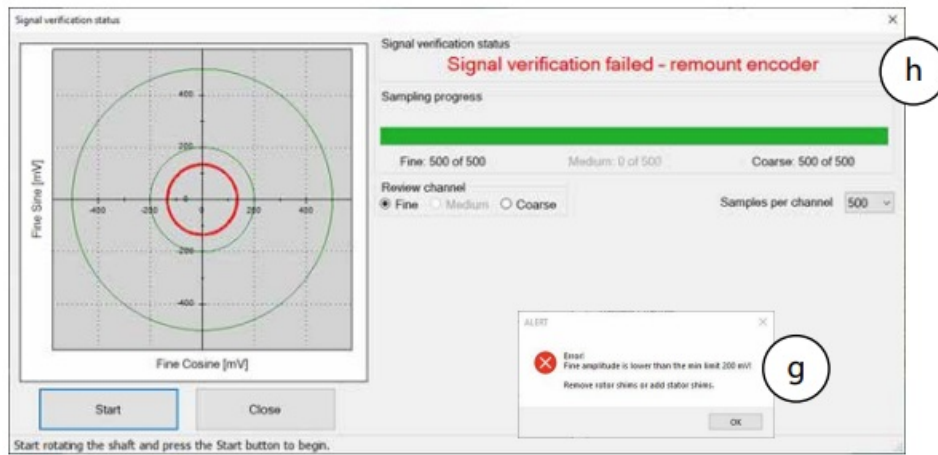 Signal verification status
Signal verification status
Signal verification failed - remount encoder
h
Sampling progress
Fine: 500 of 500
Medium: 0 of 500
Coarse: 500 of 500
Review channel
Fine
Medium
Coarse
Samples per channel
500
400
200
-400
-200
0
200
400
0
-200
-400
Fine Sine [mV]
Fine Cosine [mV]
ALERT
Error!
Fine amplitude is lower than the min limit 200 mV!
Remove rotor shims or add stator shims.
OK
g
Start
Close
Start rotating the shaft and press the Start button to begin.